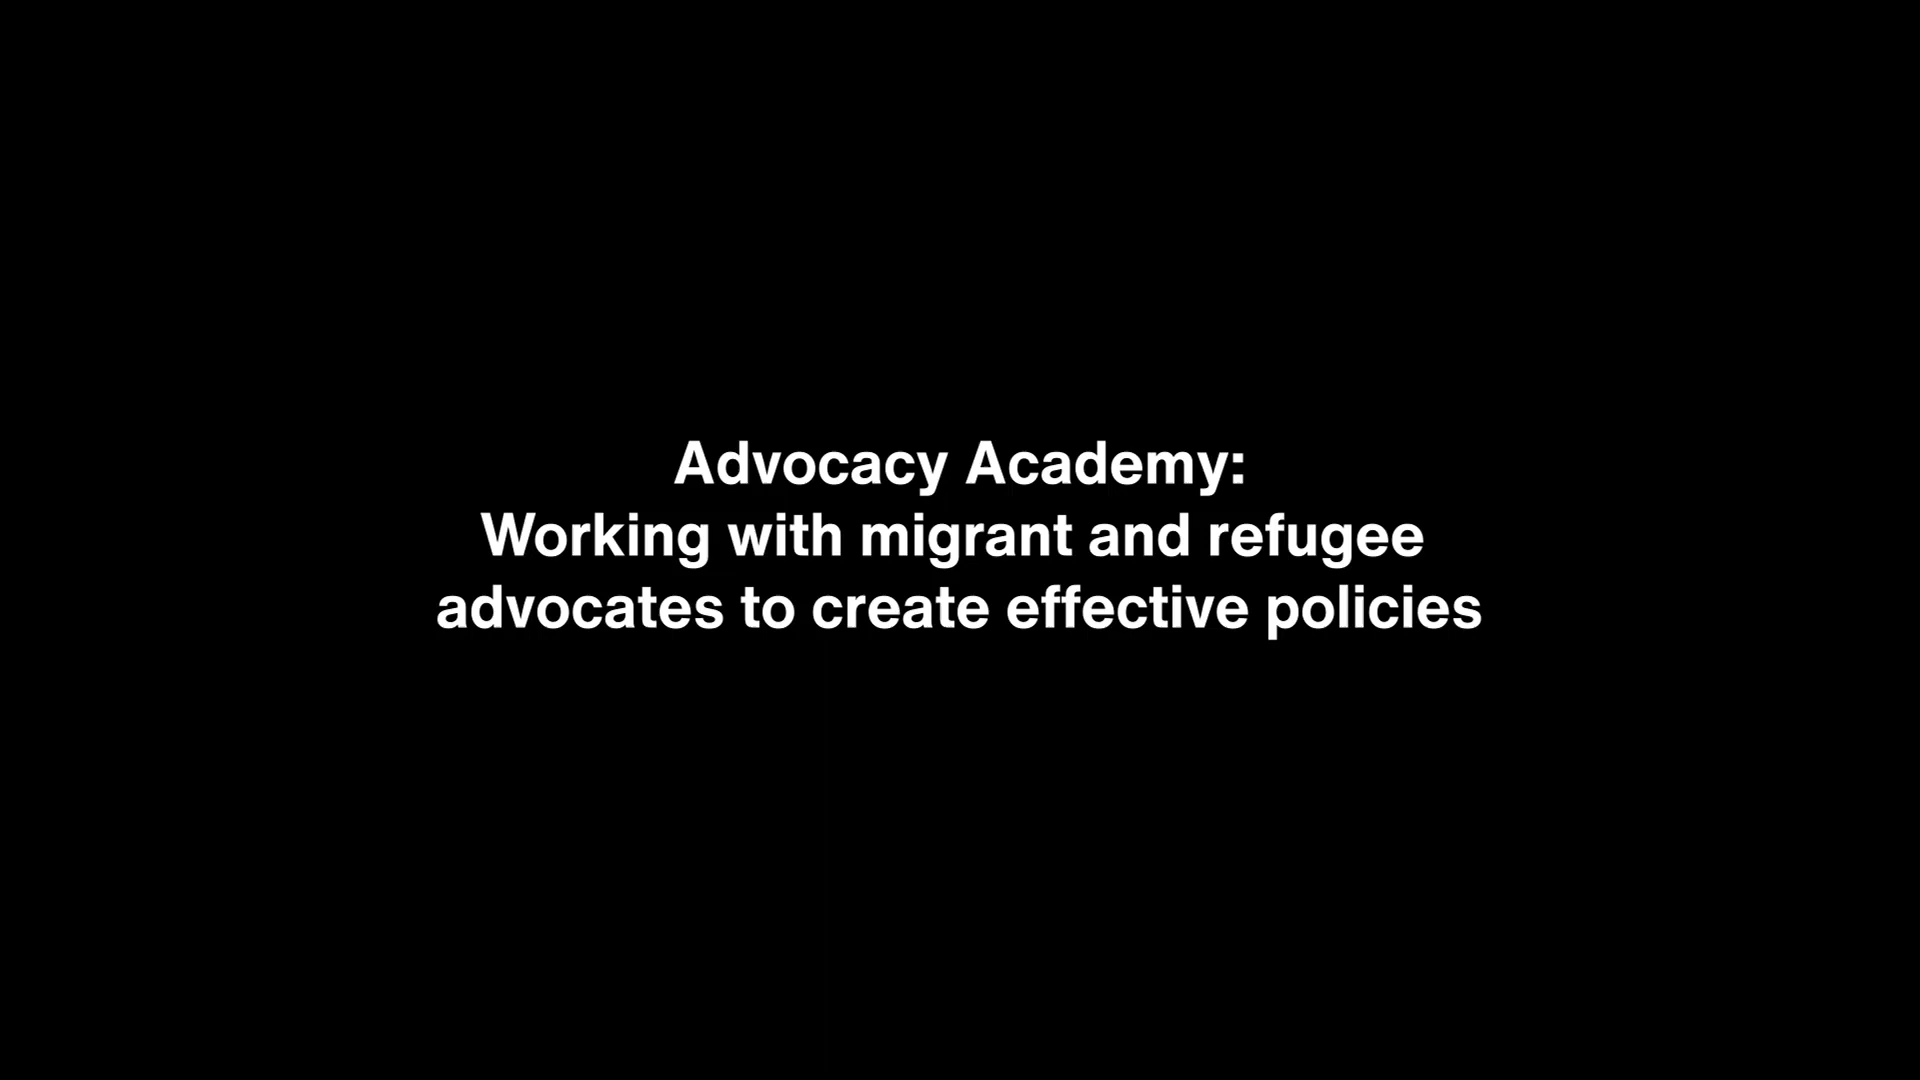 Advocacy Academy:
Working with migrant and refugee
advocates to create effective policies